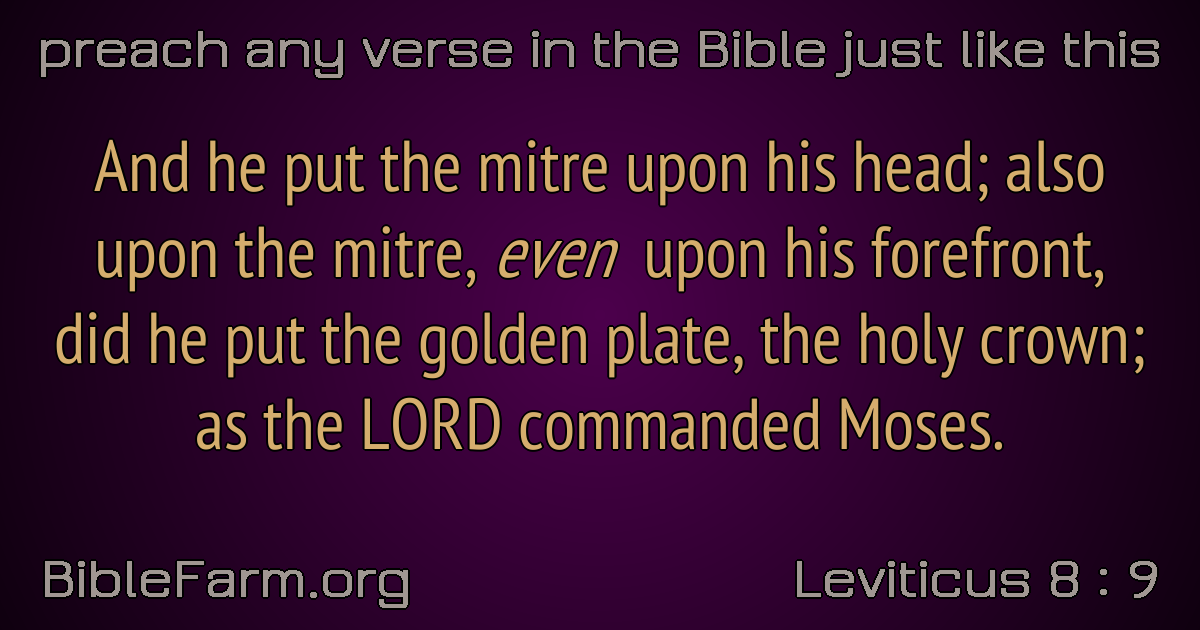 preach any verse in the Bible just like this
And he put the mitre upon his head; also
upon the mitre, even upon his forefront,
did he put the golden plate, the holy crown;
as the LORD commanded Moses.
BibleFarm.org
Leviticus 8 : 9